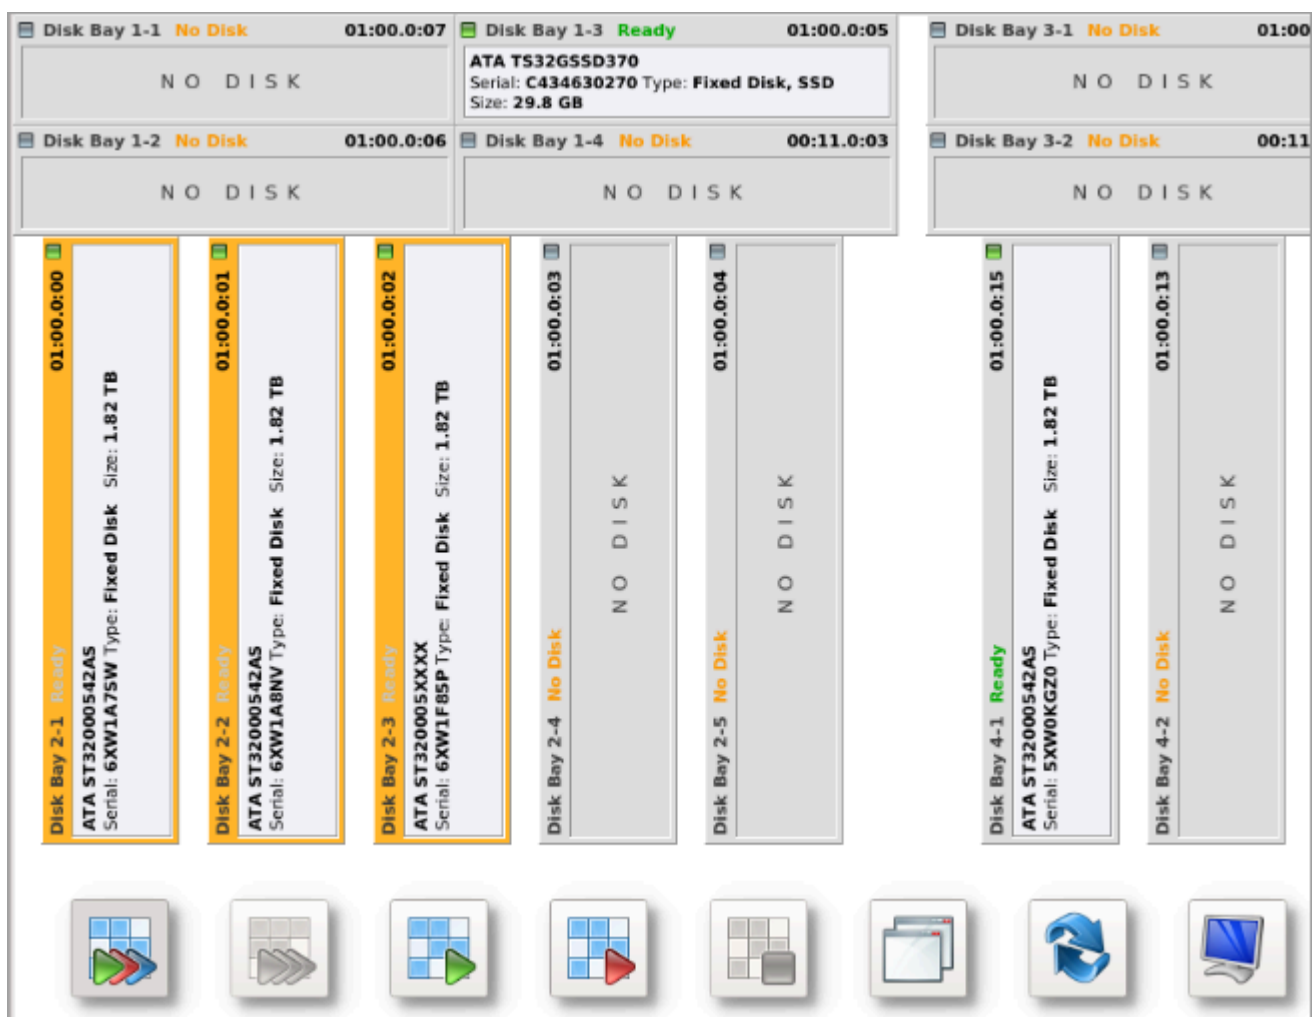 Disk Bay 1-1 No Disk 01:00.0:07
NO DISK
Disk Bay 1-3 Ready 01:00.0:05
ATA TS32GSSD370
Serial: C434630270 Type: Fixed Disk, SSD
Size: 29.8 GB
Disk Bay 3-1 No Disk 01:00
NO DISK
Disk Bay 1-2 No Disk 01:00.0:06
NO DISK
Disk Bay 1-4 No Disk 00:11.0:03
NO DISK
Disk Bay 3-2 No Disk 00:11
NO DISK
Disk Bay 2-1 Ready 01:00.0:00
ATA ST32000542AS
Serial: 6XW1A7SW Type: Fixed Disk Size: 1.82 TB
Disk Bay 2-2 Ready 01:00.0:01
ATA ST32000542AS
Serial: 6XW1A8NV Type: Fixed Disk Size: 1.82 TB
Disk Bay 2-3 Ready 01:00.0:02
ATA ST320005XXXX
Serial: 6XW1F85P Type: Fixed Disk Size: 1.82 TB
Disk Bay 2-4 No Disk 01:00.0:03
NO DISK
Disk Bay 2-5 No Disk 01:00.0:04
NO DISK
Disk Bay 4-1 Ready 01:00.0:15
ATA ST32000542AS
Serial: 5XW0KGZ0 Type: Fixed Disk Size: 1.82 TB
Disk Bay 4-2 No Disk 01:00.0:13
NO DISK